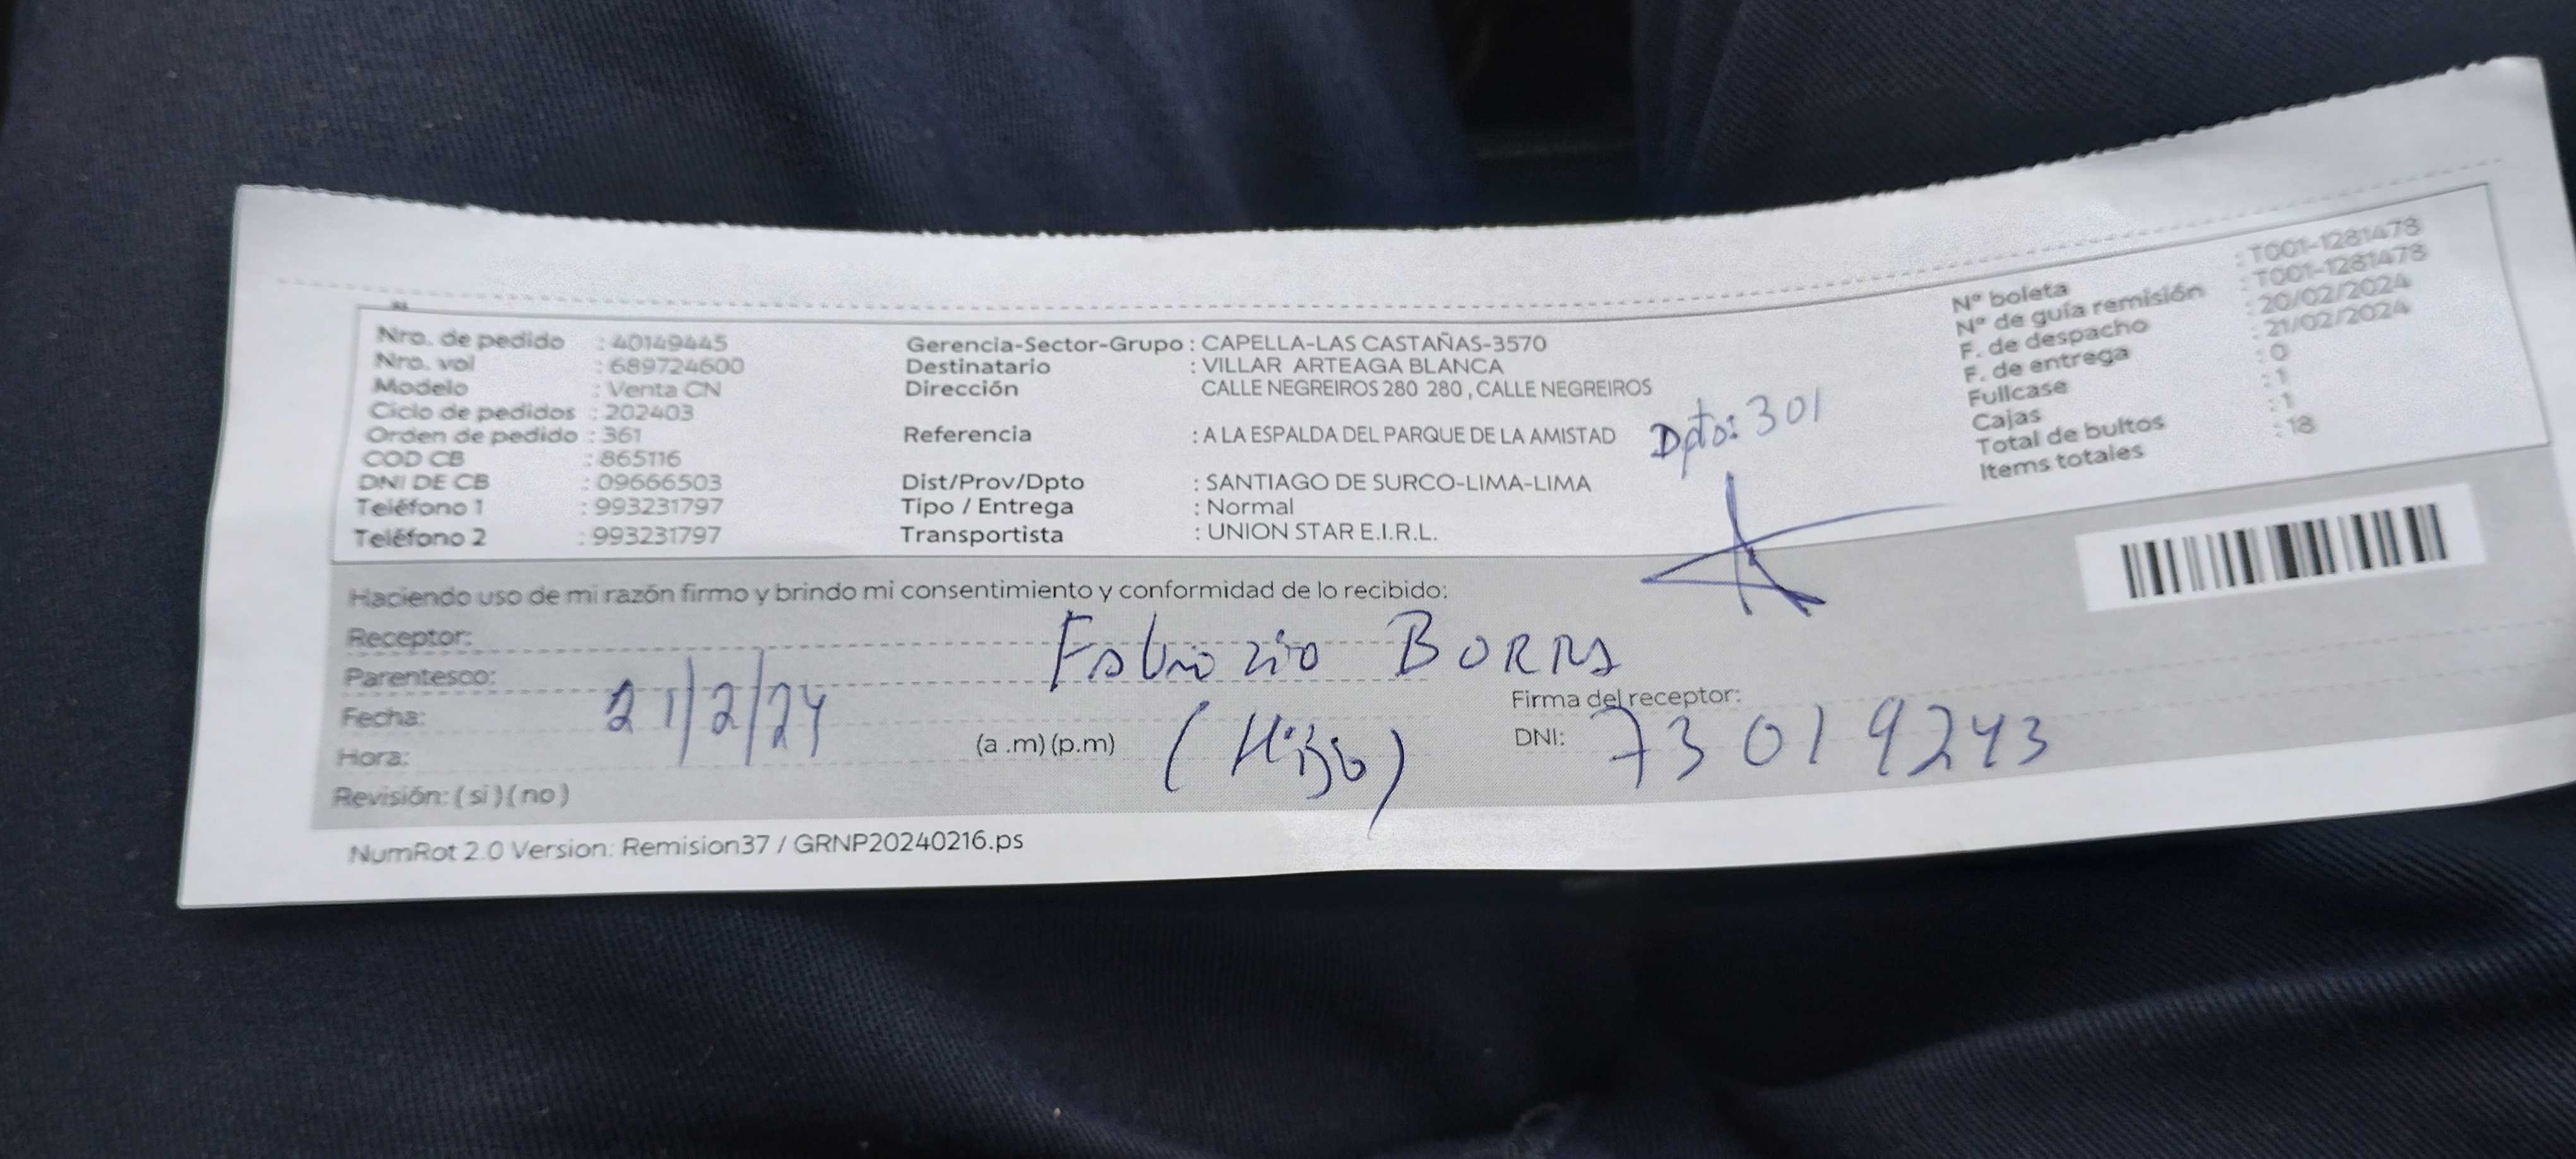 Nro. de pedido : 40149445
Nro. vol : 689724600
Modelo : Venta CN
Ciclo de pedidos : 202403
Orden de pedido : 361
COD CB : 865116
DNI DE CB : 09666503
Teléfono 1 : 993231797
Teléfono 2 : 993231797
Gerencia-Sector-Grupo : CAPELLA-LAS CASTAÑAS-3570
Destinatario : VILLAR ARTEAGA BLANCA
Dirección CALLE NEGREIROS 280 280 , CALLE NEGREIROS
Referencia : A LA ESPALDA DEL PARQUE DE LA AMISTAD
Dpto: 301
Dist/Prov/Dpto : SANTIAGO DE SURCO-LIMA-LIMA
Tipo / Entrega : Normal
Transportista : UNION STAR E.I.R.L.
N° boleta : T001-1281478
N° de guía remisión : T001-1281478
F. de despacho : 20/02/2024
F. de entrega : 21/02/2024
Fullcase : 0
Cajas : 1
Total de bultos : 1
Items totales : 18
Haciendo uso de mi razón firmo y brindo mi consentimiento y conformidad de lo recibido:
Receptor: Fabrizio BORRA
Parentesco:
Fecha: 21/2/24
(Hijo)
Firma del receptor:
Hora: (a .m) (p.m)
DNI: 73019243
Revisión: ( si ) ( no )
NumRot 2.0 Version: Remision37 / GRNP20240216.ps